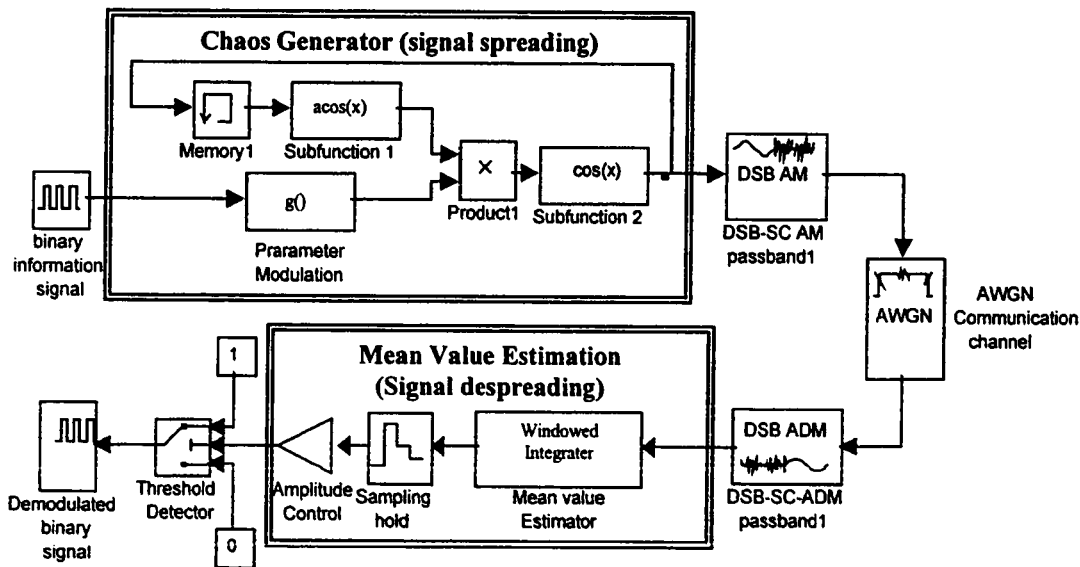 Chaos Generator (signal spreading)
acos(x)
Memory1
Subfunction 1
×
Product1
cos(x)
Subfunction 2
g()
Prarameter
Modulation
binary
information
signal
DSB AM
DSB-SC AM
passband1
AWGN
AWGN
Communication
channel
Mean Value Estimation
(Signal despreading)
1
0
Demodulated
binary
signal
Threshold
Detector
Amplitude
Control
Sampling
hold
Windowed
Integrater
Mean value
Estimator
DSB ADM
DSB-SC-ADM
passband1